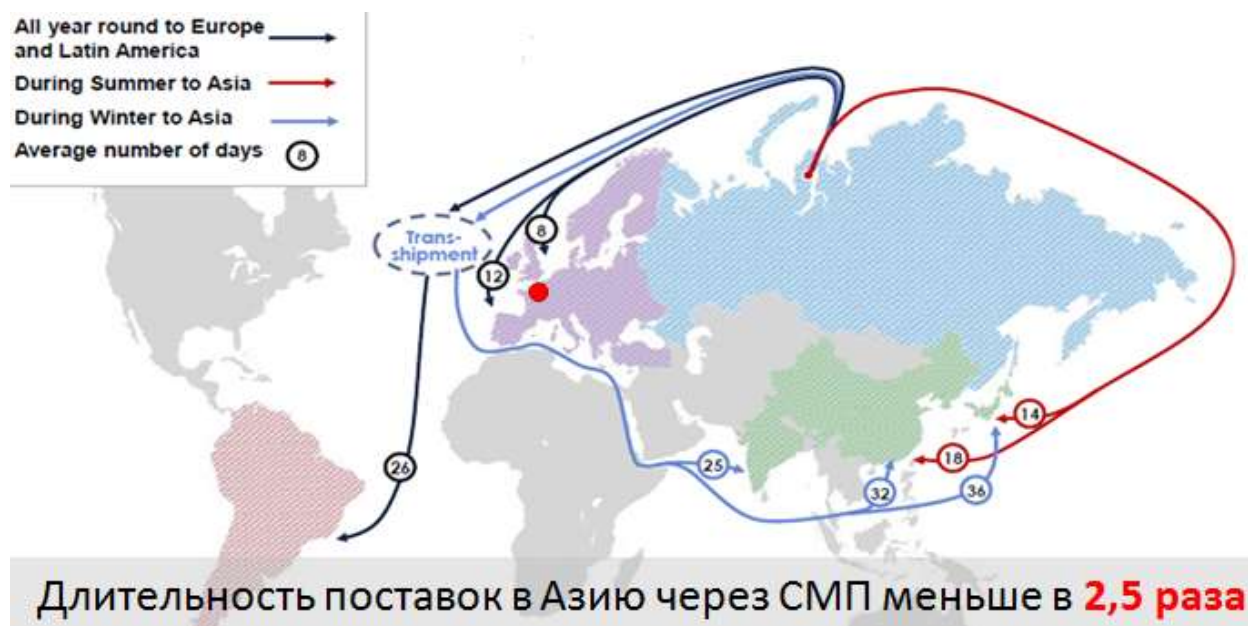 All year round to Europe
and Latin America
During Summer to Asia
During Winter to Asia
Average number of days
8
Trans-
shipment
8
12
14
18
26
25
32
36
Длительность поставок в Азию через СМП меньше в 2,5 раза